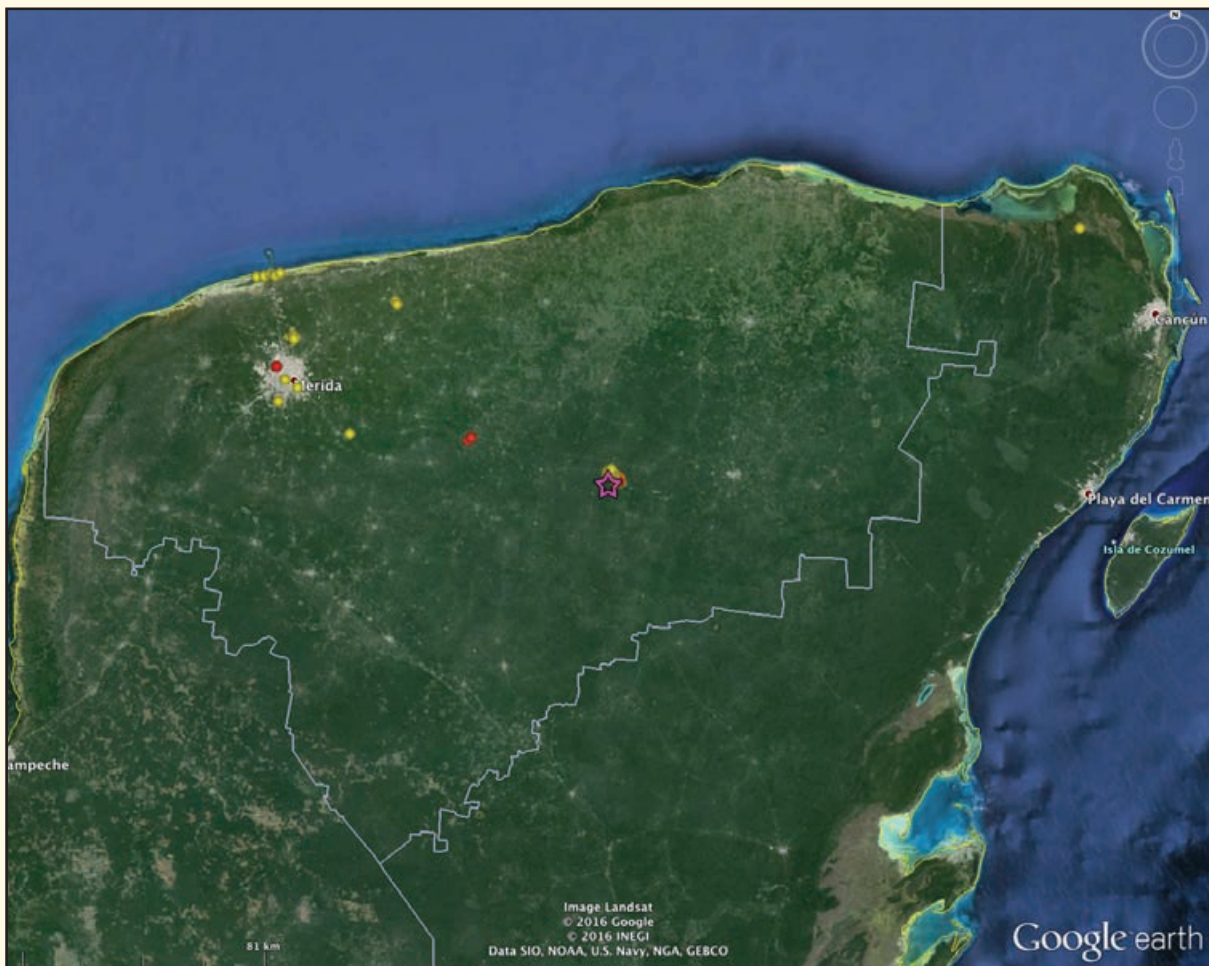 N
Cancún
Merida
Playa del Carmen
Isla de Cozumel
ampeche
81 km
Image Landsat
© 2016 Google
© 2016 INEGI
Data SIO, NOAA, U.S. Navy, NGA, GEBCO
Google earth